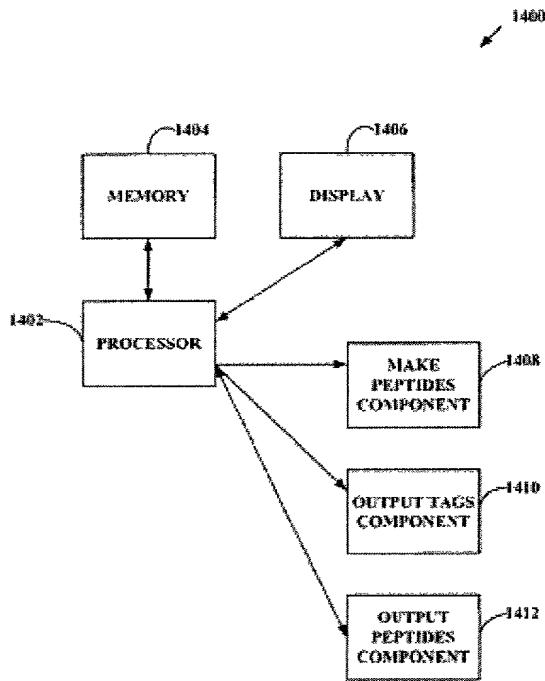 1400
1404
1406
MEMORY
DISPLAY
1402
PROCESSOR
MAKE
PEPTIDES
COMPONENT
1408
OUTPUT TAGS
COMPONENT
1410
OUTPUT
PEPTIDES
COMPONENT
1412